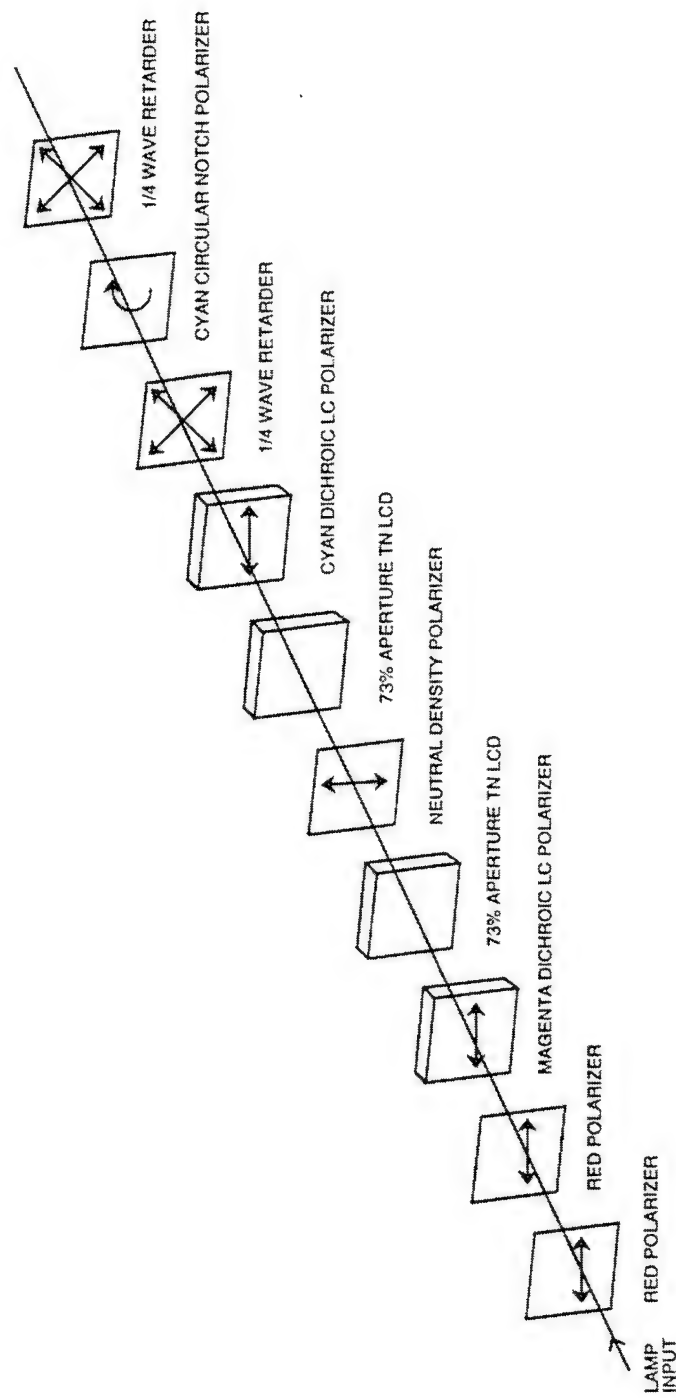 LAMP
INPUT
RED POLARIZER
RED POLARIZER
MAGENTA DICHROIC LC POLARIZER
73% APERTURE TN LCD
NEUTRAL DENSITY POLARIZER
73% APERTURE TN LCD
CYAN DICHROIC LC POLARIZER
1/4 WAVE RETARDER
CYAN CIRCULAR NOTCH POLARIZER
1/4 WAVE RETARDER